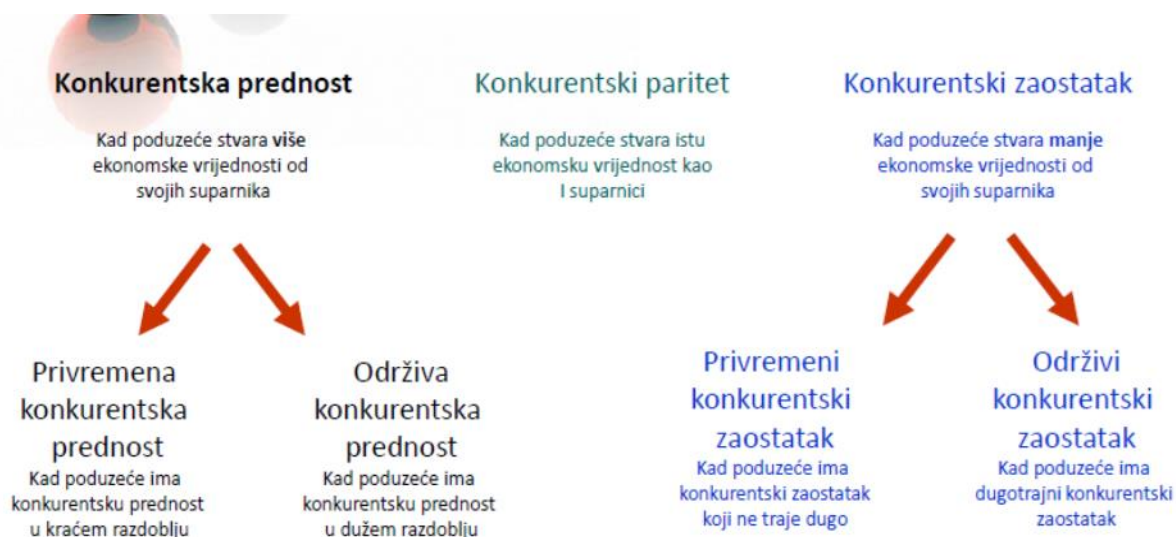 Konkurentska prednost
Kad poduzeće stvara više
ekonomske vrijednosti od
svojih suparnika
Konkurentski paritet
Kad poduzeće stvara istu
ekonomsku vrijednost kao
I suparnici
Konkurentski zaostatak
Kad poduzeće stvara manje
ekonomske vrijednosti od
svojih suparnika
Privremena
konkurentska
prednost
Kad poduzeće ima
konkurentsku prednost
u kraćem razdoblju
Održiva
konkurentska
prednost
Kad poduzeće ima
konkurentsku prednost
u dužem razdoblju
Privremeni
konkurentski
zaostatak
Kad poduzeće ima
konkurentski zaostatak
koji ne traje dugo
Održivi
konkurentski
zaostatak
Kad poduzeće ima
dugotrajni konkurentski
zaostatak